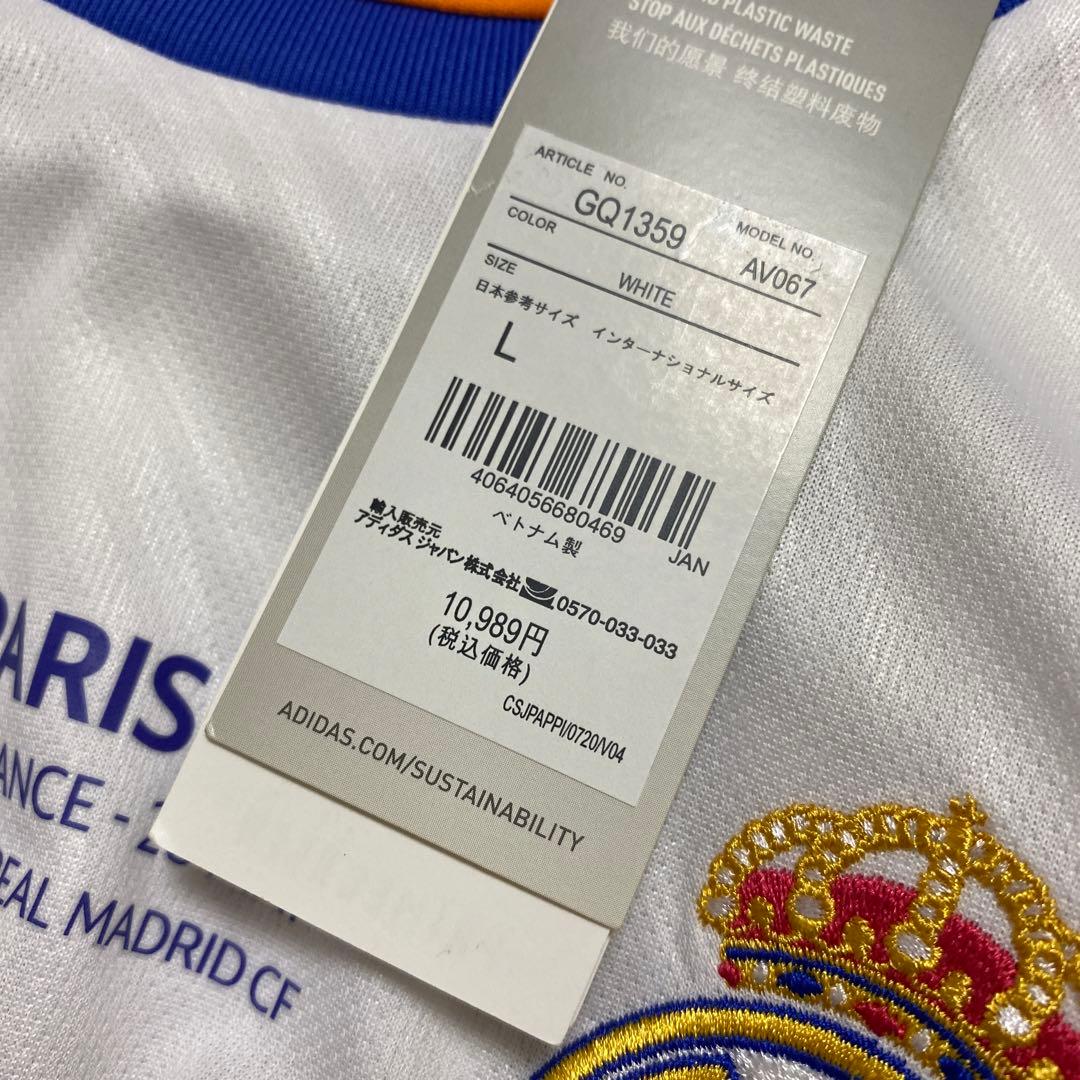 PLASTIC WASTE
STOP AUX DÉCHETS PLASTIQUES
我们的愿景 终结塑料废物
ARTICLE NO.
GQ1359
MODEL NO.
AV067
COLOR
WHITE
SIZE
日本参考サイズ インターナショナルサイズ
L
4064056680469
JAN
ベトナム製
輸入販売元
アディダス ジャパン株式会社 0570-033-033
10,989円
(税込価格)
CSJPAPPI/0720/V04
ADIDAS.COM/SUSTAINABILITY
PARIS
ANCE - 2
REAL MADRID CF